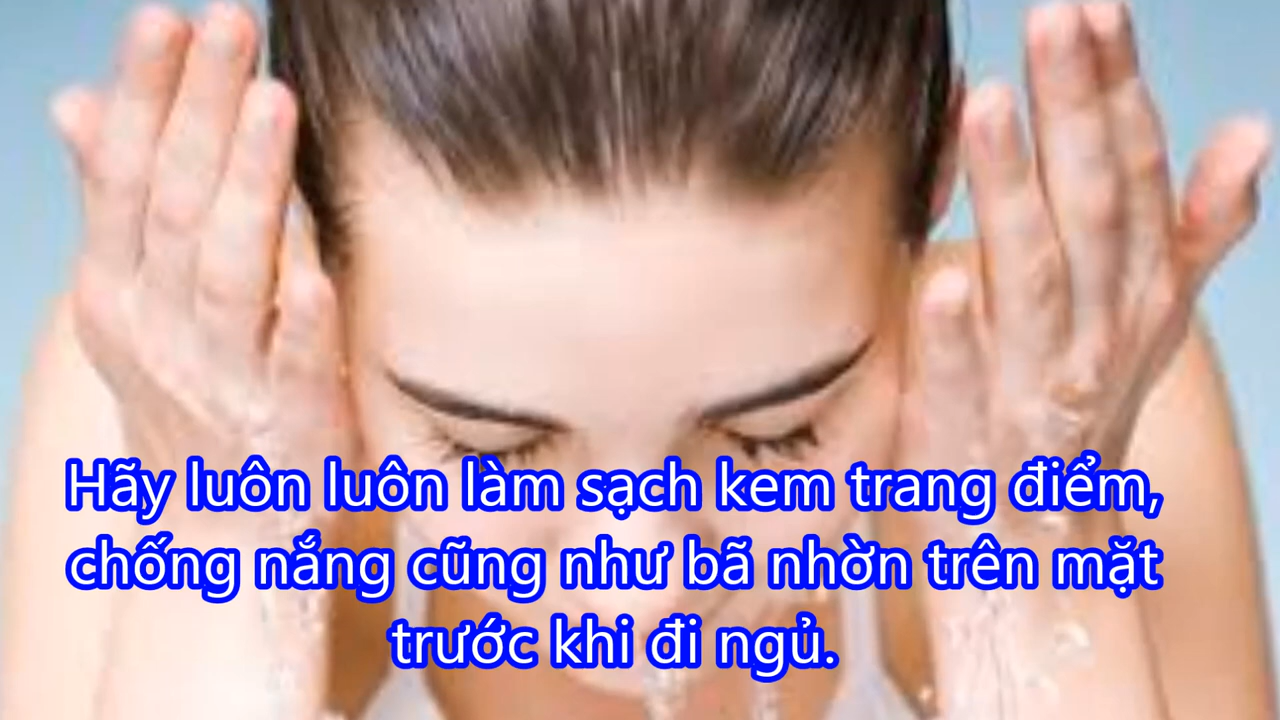 Hãy luôn luôn làm sạch kem trang điểm,
chống nắng cũng như bã nhờn trên mặt
trước khi đi ngủ.